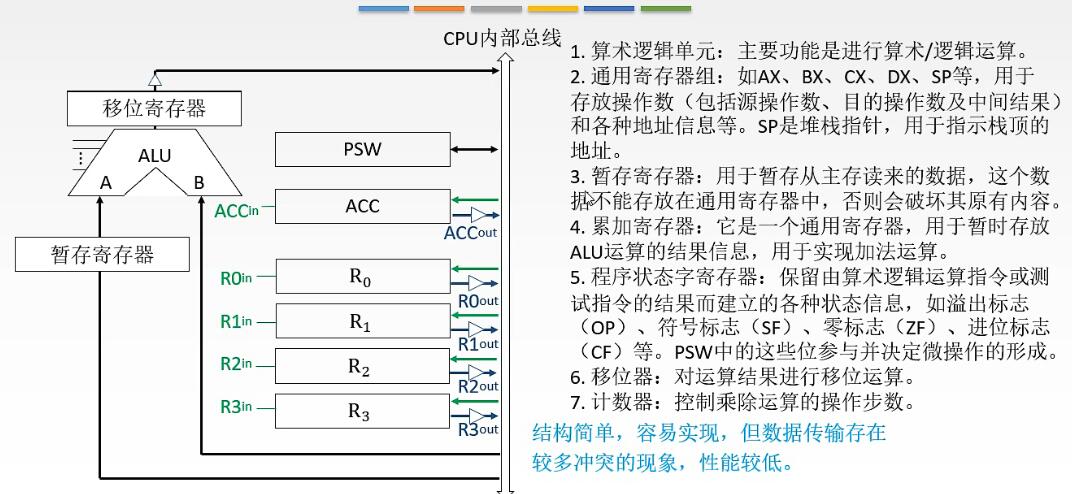 CPU内部总线
移位寄存器
ALU
A
B
暂存寄存器
PSW
ACCin
ACC
ACCout
R0in
R0
R0out
R1in
R1
R1out
R2in
R2
R2out
R3in
R3
R3out
1. 算术逻辑单元：主要功能是进行算术/逻辑运算。
2. 通用寄存器组：如AX、BX、CX、DX、SP等，用于
存放操作数（包括源操作数、目的操作数及中间结果）
和各种地址信息等。SP是堆栈指针，用于指示栈顶的
地址。
3. 暂存寄存器：用于暂存从主存读来的数据，这个数
据不能存放在通用寄存器中，否则会破坏其原有内容。
4. 累加寄存器：它是一个通用寄存器，用于暂时存放
ALU运算的结果信息，用于实现加法运算。
5. 程序状态字寄存器：保留由算术逻辑运算指令或测
试指令的结果而建立的各种状态信息，如溢出标志
（OP）、符号标志（SF）、零标志（ZF）、进位标志
（CF）等。PSW中的这些位参与并决定微操作的形成。
6. 移位器：对运算结果进行移位运算。
7. 计数器：控制乘除运算的操作步数。
结构简单，容易实现，但数据传输存在
较多冲突的现象，性能较低。